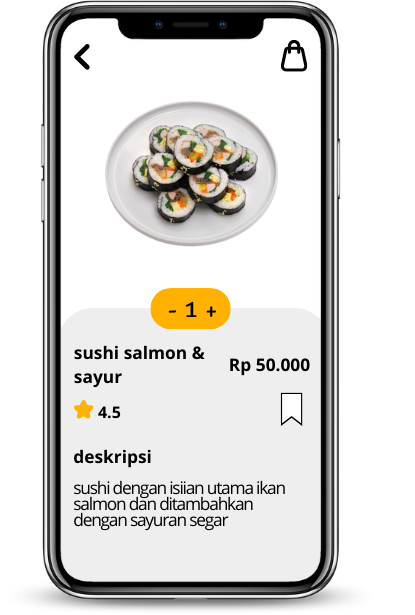 - 1 +
sushi salmon &
sayur
Rp 50.000
4.5
deskripsi
sushi dengan isiian utama ikan
salmon dan ditambahkan
dengan sayuran segar